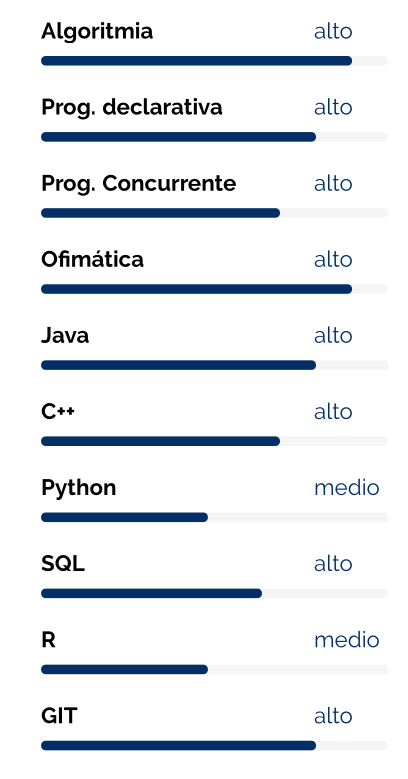 Algoritmia alto
Prog. declarativa alto
Prog. Concurrente alto
Ofimática alto
Java alto
C++ alto
Python medio
SQL alto
R medio
GIT alto